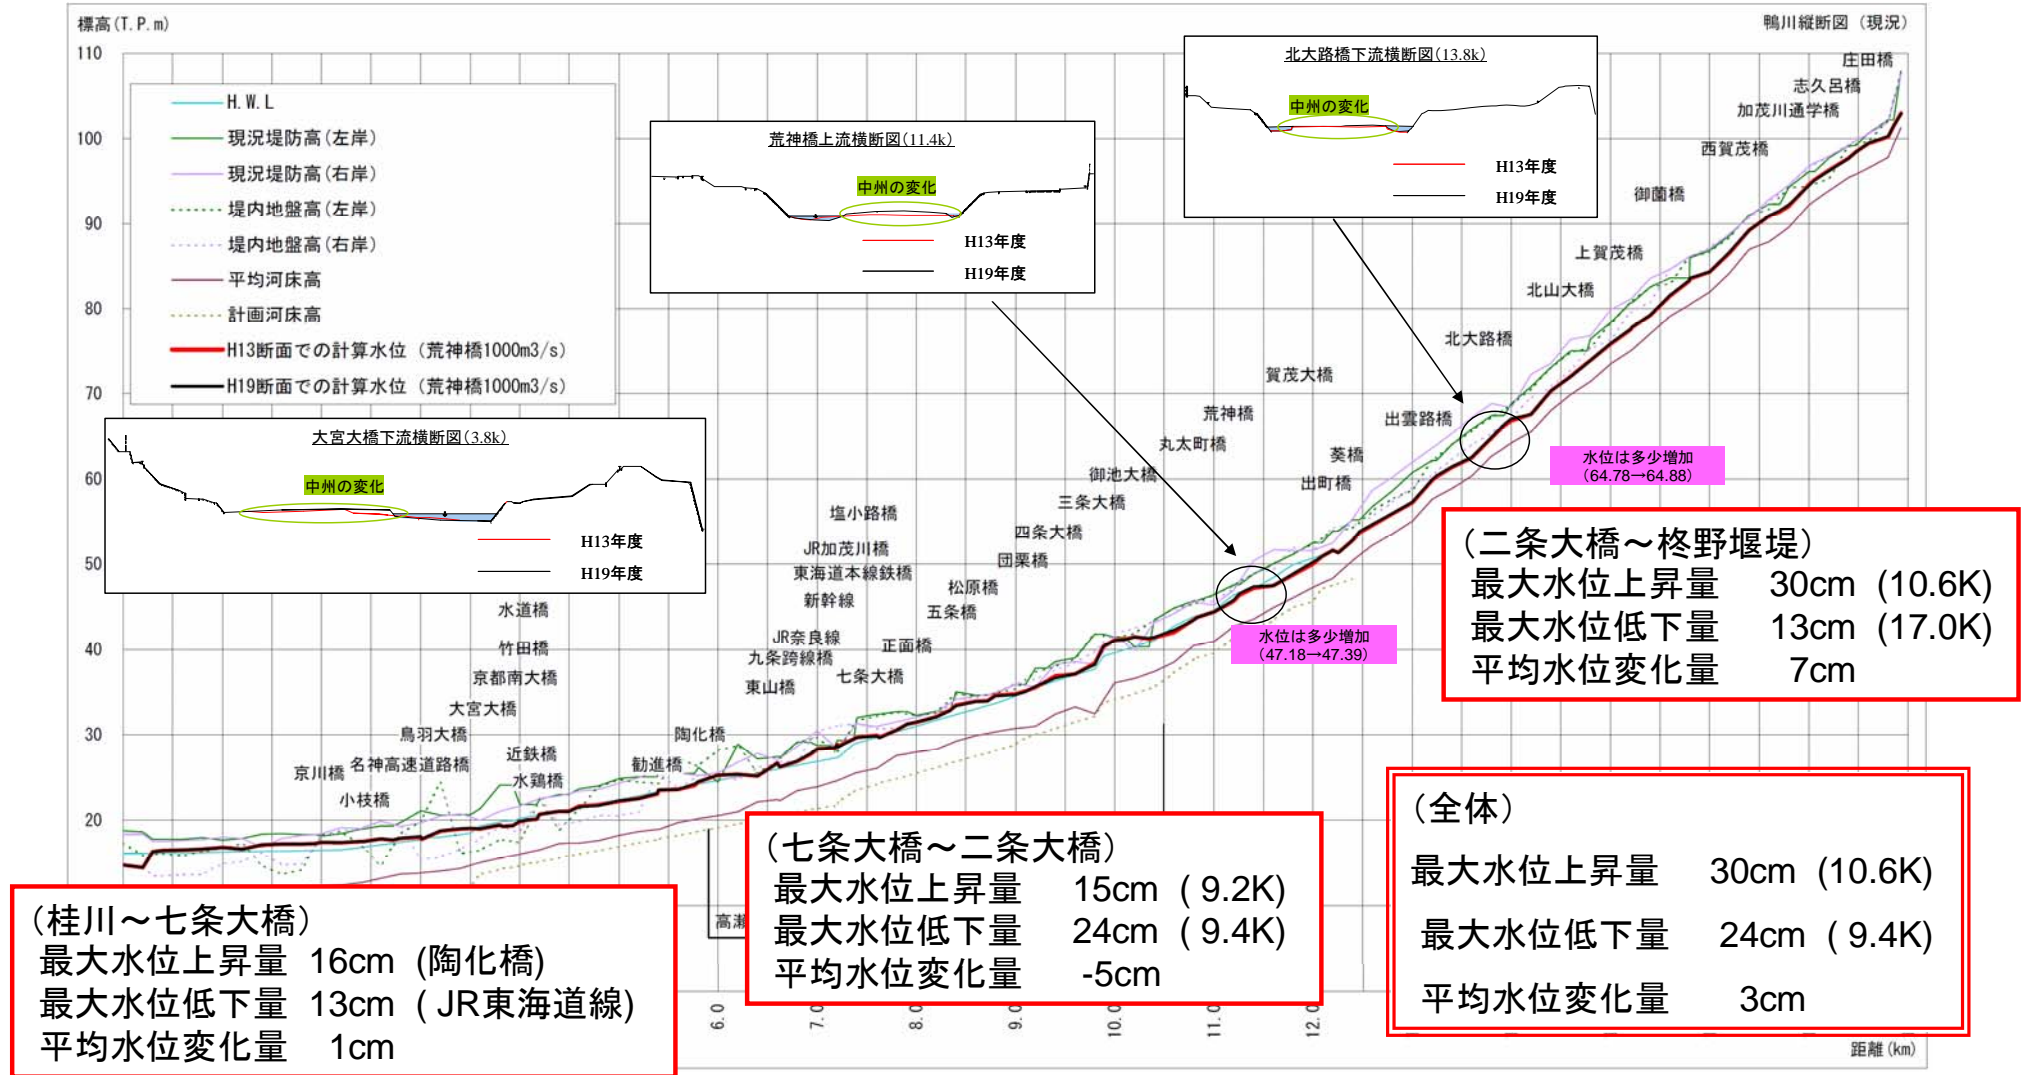 標高(T.P.m)
鴨川縦断図（現況）
110
100
90
80
70
60
50
40
30
20
H.W.L
現況堤防高(左岸)
現況堤防高(右岸)
堤内地盤高(左岸)
堤内地盤高(右岸)
平均河床高
計画河床高
H13断面での計算水位（荒神橋1000m3/s）
H19断面での計算水位（荒神橋1000m3/s）
荒神橋上流横断図(11.4k)
中州の変化
H13年度
H19年度
北大路橋下流横断図(13.8k)
中州の変化
H13年度
H19年度
大宮大橋下流横断図(3.8k)
中州の変化
H13年度
H19年度
庄田橋
志久呂橋
加茂川通学橋
西賀茂橋
御薗橋
上賀茂橋
北山大橋
北大路橋
出雲路橋
葵橋
出町橋
賀茂大橋
荒神橋
丸太町橋
御池大橋
三条大橋
四条大橋
団栗橋
松原橋
五条橋
正面橋
七条大橋
塩小路橋
JR加茂川橋
東海道本線鉄橋
新幹線
JR奈良線
九条跨線橋
東山橋
陶化橋
勧進橋
水道橋
竹田橋
京都南大橋
大宮大橋
鳥羽大橋
近鉄橋
名神高速道路橋
水鶏橋
京川橋
小枝橋
水位は多少増加
(64.78→64.88)
水位は多少増加
(47.18→47.39)
（二条大橋～柊野堰堤）
最大水位上昇量 30cm (10.6K)
最大水位低下量 13cm (17.0K)
平均水位変化量 7cm
（全体）
最大水位上昇量 30cm (10.6K)
最大水位低下量 24cm ( 9.4K)
平均水位変化量 3cm
（七条大橋～二条大橋）
最大水位上昇量 15cm ( 9.2K)
最大水位低下量 24cm ( 9.4K)
平均水位変化量 -5cm
（桂川～七条大橋）
最大水位上昇量 16cm (陶化橋)
最大水位低下量 13cm ( JR東海道線)
平均水位変化量 1cm
高瀬
6.0
7.0
8.0
9.0
10.0
11.0
12.0
距離(km)